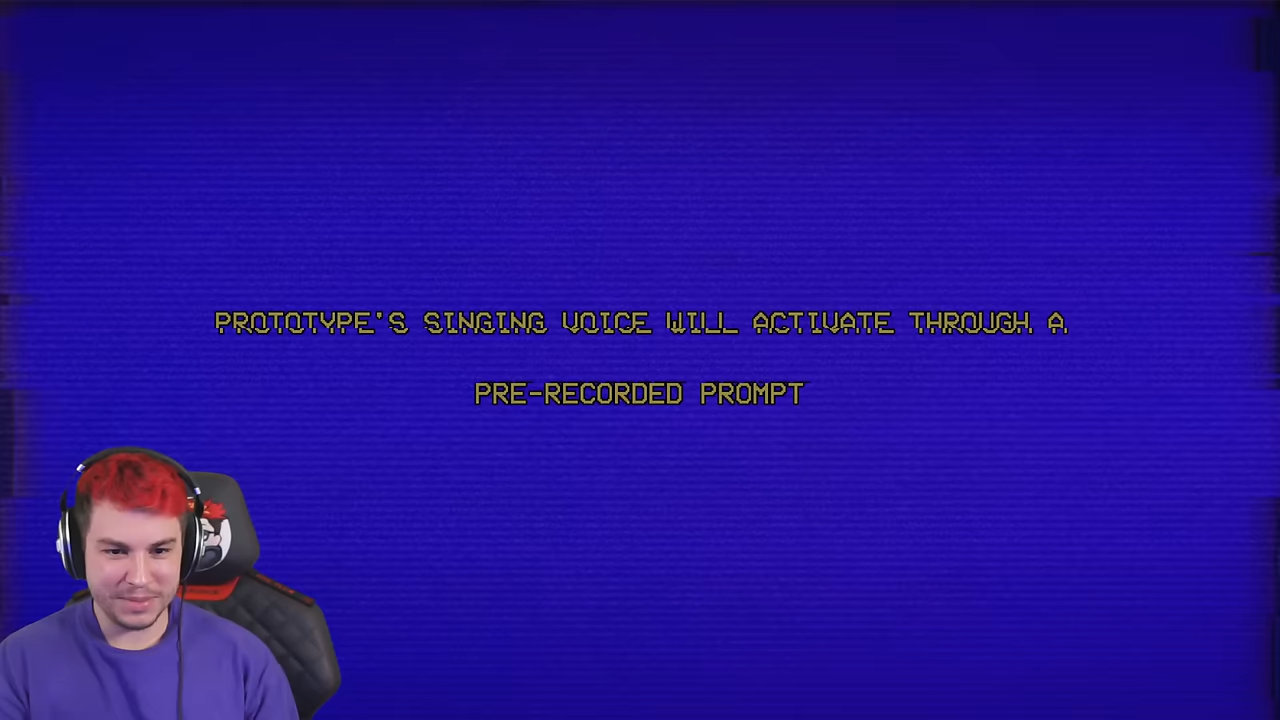 PROTOTYPE'S SINGING VOICE WILL ACTIVATE THROUGH A
PRE-RECORDED PROMPT